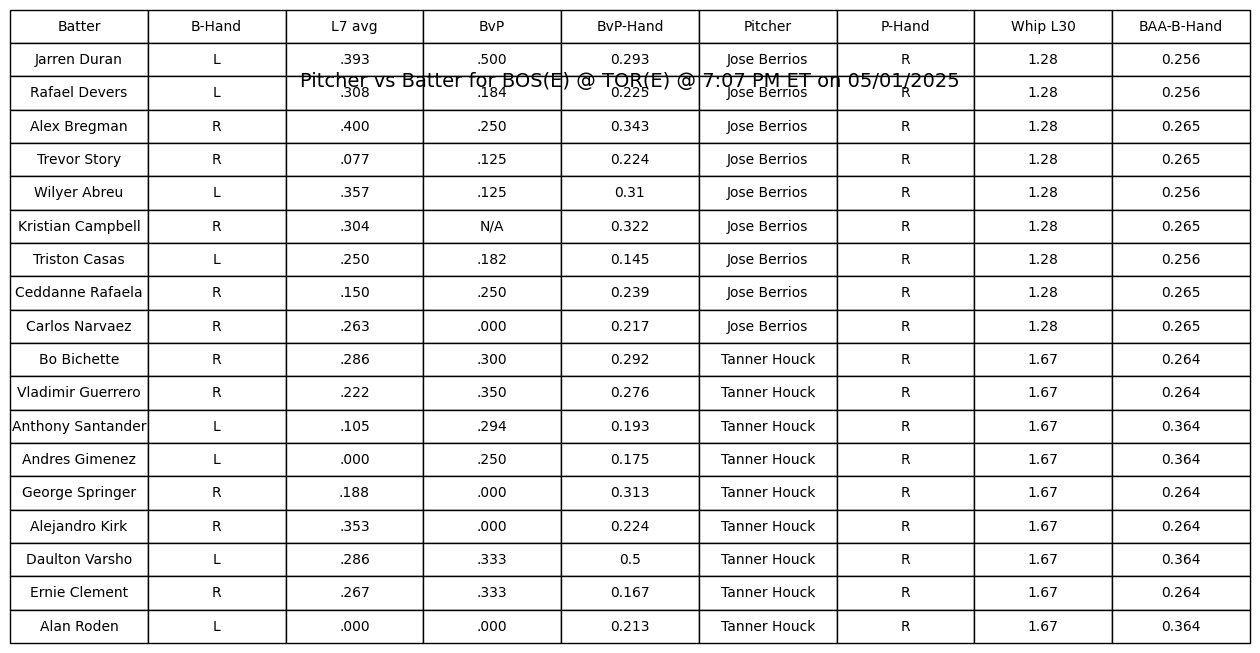 Batter B-Hand L7 avg BvP BvP-Hand Pitcher P-Hand Whip L30 BAA-B-Hand
Jarren Duran L .393 .500 0.293 Jose Berrios R 1.28 0.256
Pitcher vs Batter for BOS(E) @ TOR(E) @ 7:07 PM ET on 05/01/2025
Rafael Devers L .308 .184 0.225 Jose Berrios R 1.28 0.256
Alex Bregman R .400 .250 0.343 Jose Berrios R 1.28 0.265
Trevor Story R .077 .125 0.224 Jose Berrios R 1.28 0.265
Wilyer Abreu L .357 .125 0.31 Jose Berrios R 1.28 0.256
Kristian Campbell R .304 N/A 0.322 Jose Berrios R 1.28 0.265
Triston Casas L .250 .182 0.145 Jose Berrios R 1.28 0.256
Ceddanne Rafaela R .150 .250 0.239 Jose Berrios R 1.28 0.265
Carlos Narvaez R .263 .000 0.217 Jose Berrios R 1.28 0.265
Bo Bichette R .286 .300 0.292 Tanner Houck R 1.67 0.264
Vladimir Guerrero R .222 .350 0.276 Tanner Houck R 1.67 0.264
Anthony Santander L .105 .294 0.193 Tanner Houck R 1.67 0.364
Andres Gimenez L .000 .250 0.175 Tanner Houck R 1.67 0.364
George Springer R .188 .000 0.313 Tanner Houck R 1.67 0.264
Alejandro Kirk R .353 .000 0.224 Tanner Houck R 1.67 0.264
Daulton Varsho L .286 .333 0.5 Tanner Houck R 1.67 0.364
Ernie Clement R .267 .333 0.167 Tanner Houck R 1.67 0.264
Alan Roden L .000 .000 0.213 Tanner Houck R 1.67 0.364